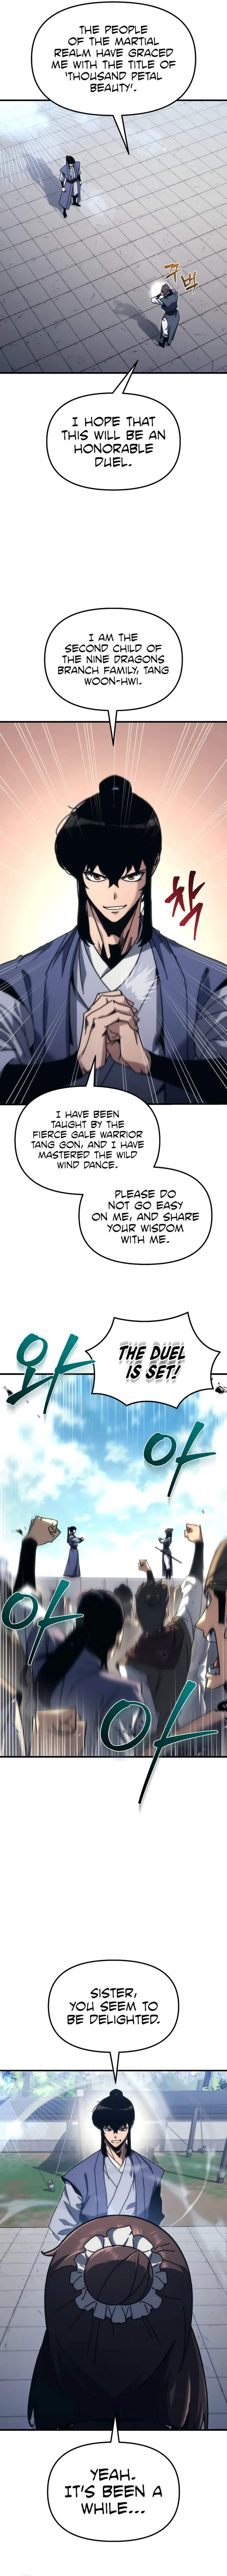 THE PEOPLE
OF THE MARTIAL
REALM HAVE GRACED
ME WITH THE TITLE OF
'THOUSAND PETAL
BEAUTY'.
구벅
I HOPE THAT
THIS WILL BE AN
HONORABLE
DUEL.
I AM THE
SECOND CHILD OF
THE NINE DRAGONS
BRANCH FAMILY, TANG
WOON-HWI.
착
I HAVE BEEN
TAUGHT BY THE
FIERCE GALE WARRIOR
TANG GON, AND I HAVE
MASTERED THE WILD
WIND DANCE.
PLEASE DO
NOT GO EASY
ON ME, AND SHARE
YOUR WISDOM
WITH ME.
THE DUEL
IS SET!
와
아
아
아
SISTER,
YOU SEEM TO
BE DELIGHTED.
YEAH.
IT'S BEEN A
WHILE...